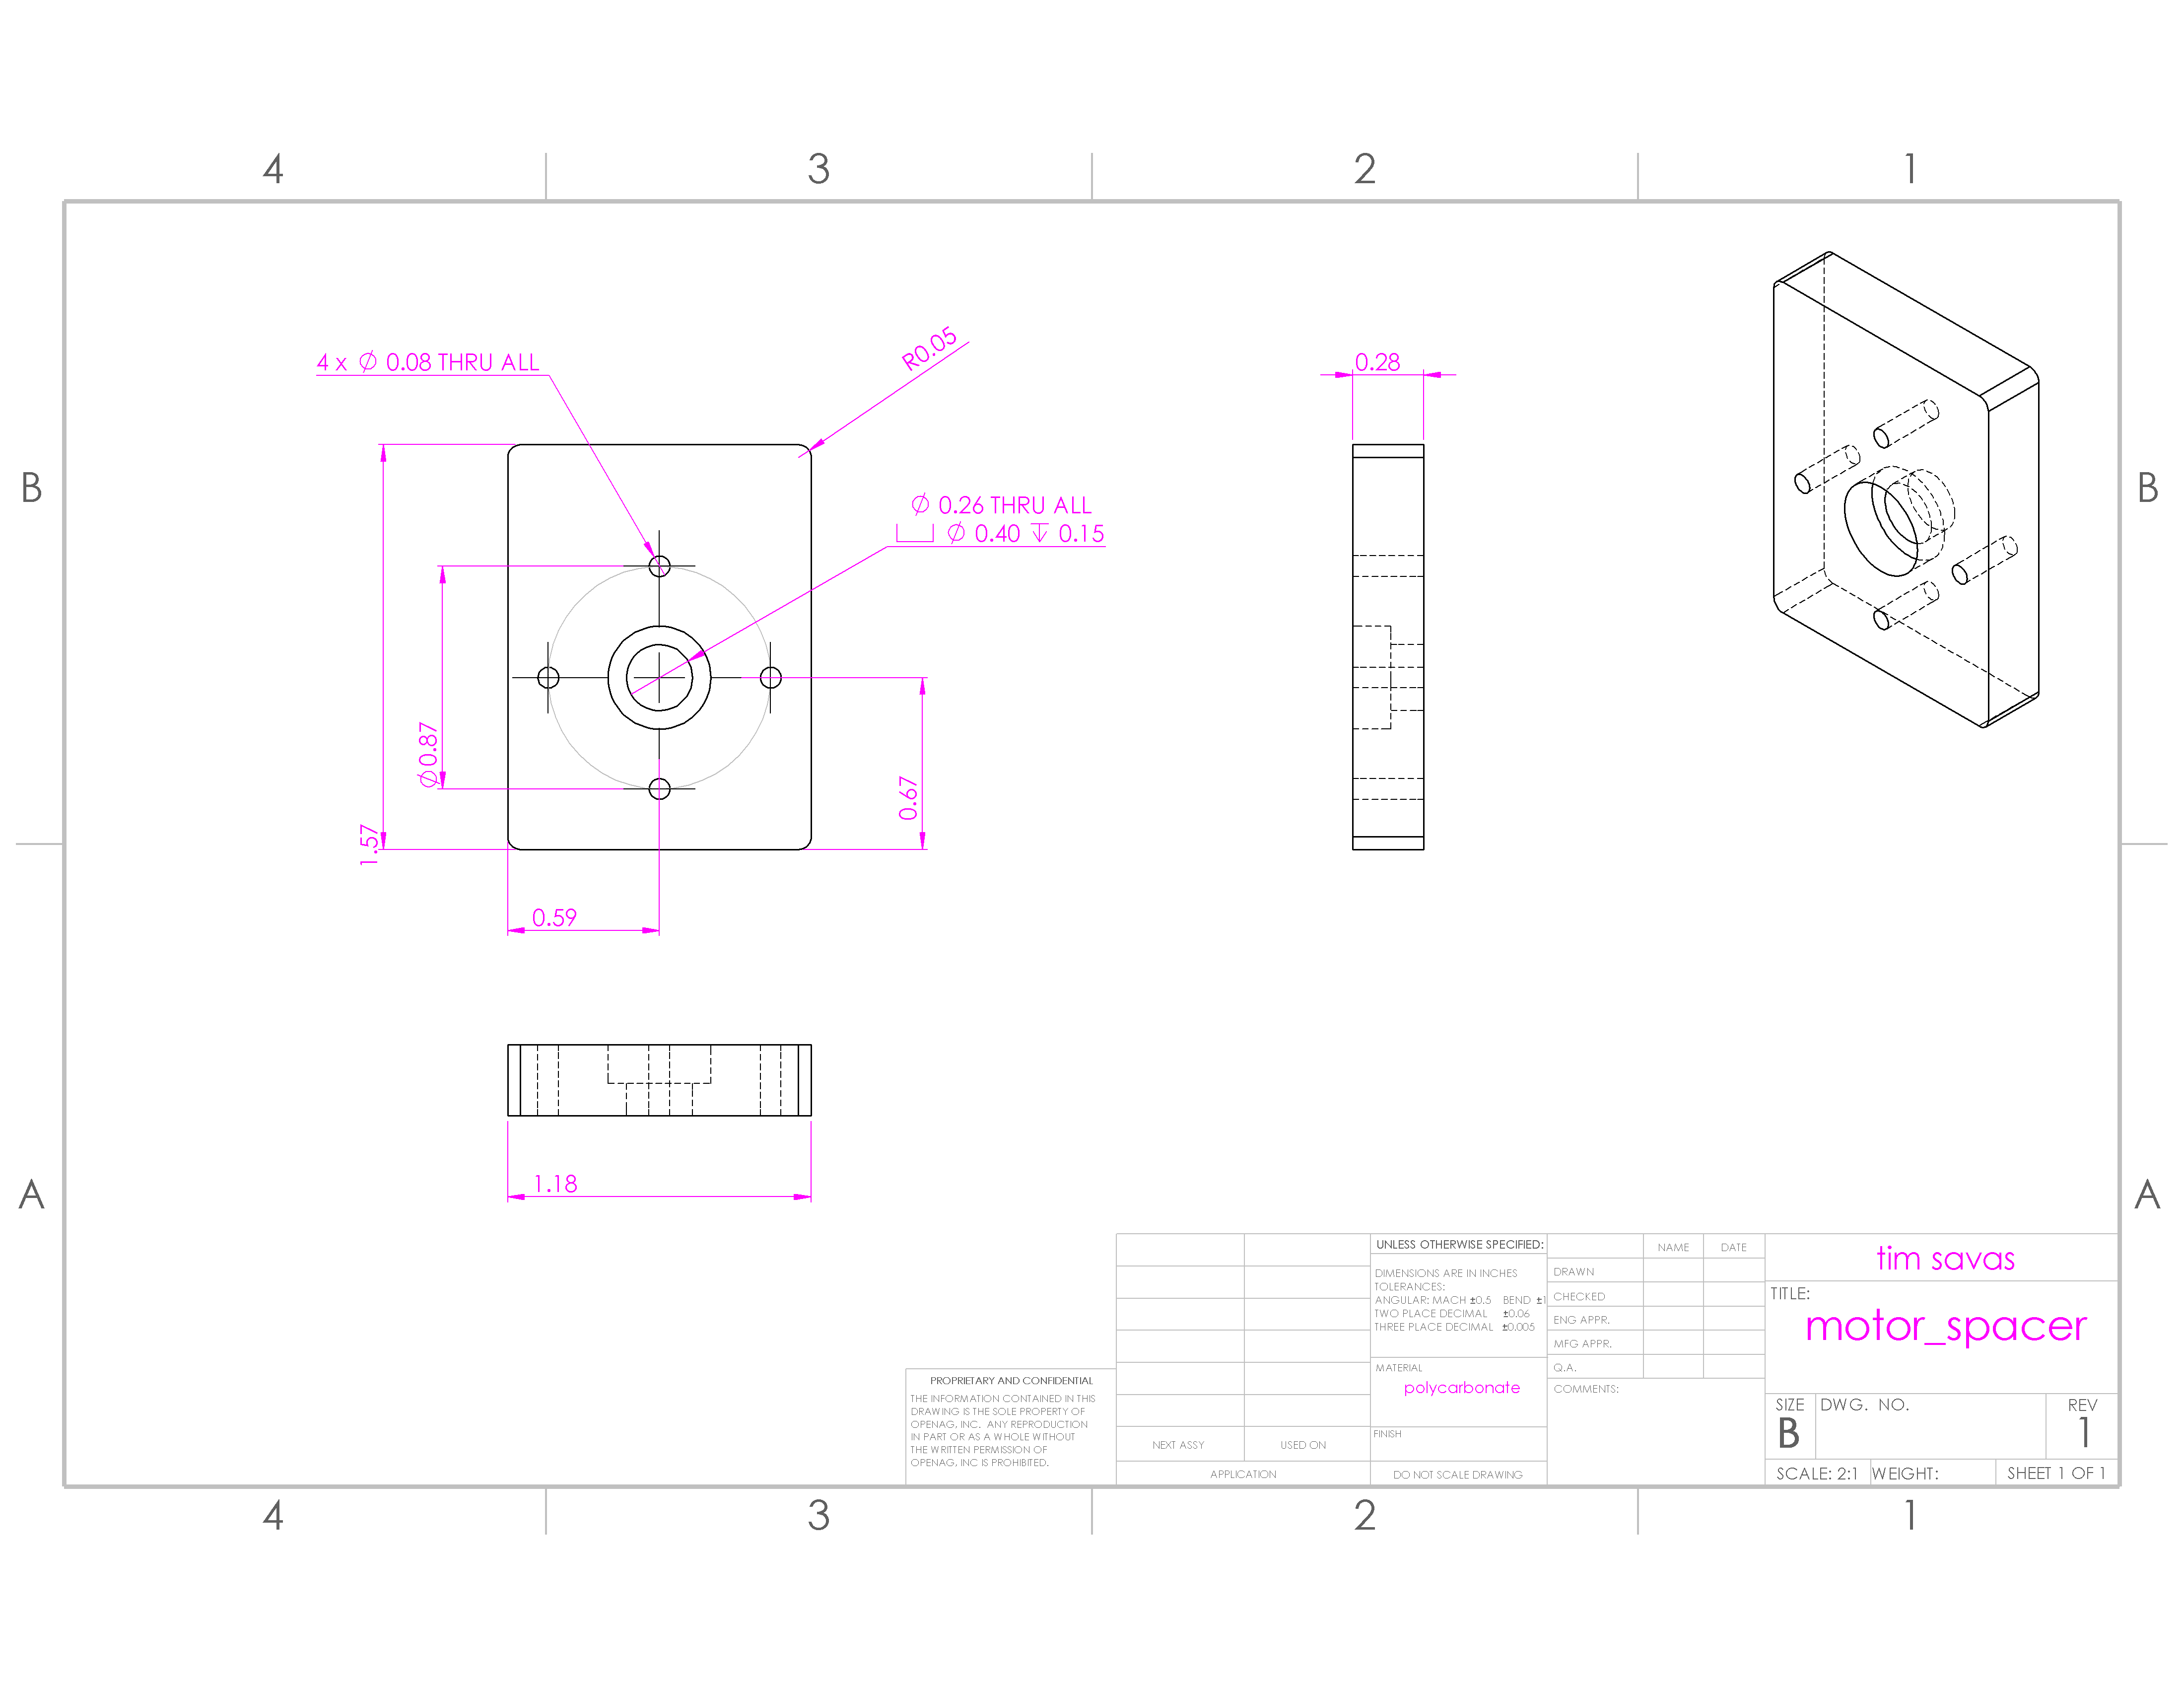 4 3 2 1
4 x ∅ 0.08 THRU ALL
R0.05
0.28
B B
∅ 0.26 THRU ALL
⌴ ∅ 0.40 ↧ 0.15
∅0.87
0.67
1.57
0.59
1.18
A A
UNLESS OTHERWISE SPECIFIED:
DIMENSIONS ARE IN INCHES
TOLERANCES:
ANGULAR: MACH ±0.5 BEND ±1
TWO PLACE DECIMAL ±0.06
THREE PLACE DECIMAL ±0.005
MATERIAL
polycarbonate
FINISH
DO NOT SCALE DRAWING
NAME DATE
DRAWN
CHECKED
ENG APPR.
MFG APPR.
Q.A.
COMMENTS:
tim savas
TITLE:
motor_spacer
SIZE DWG. NO. REV
B 1
SCALE: 2:1 WEIGHT: SHEET 1 OF 1
PROPRIETARY AND CONFIDENTIAL
THE INFORMATION CONTAINED IN THIS
DRAWING IS THE SOLE PROPERTY OF
OPENAG, INC. ANY REPRODUCTION
IN PART OR AS A WHOLE WITHOUT
THE WRITTEN PERMISSION OF
OPENAG, INC IS PROHIBITED.
NEXT ASSY USED ON
APPLICATION
4 3 2 1